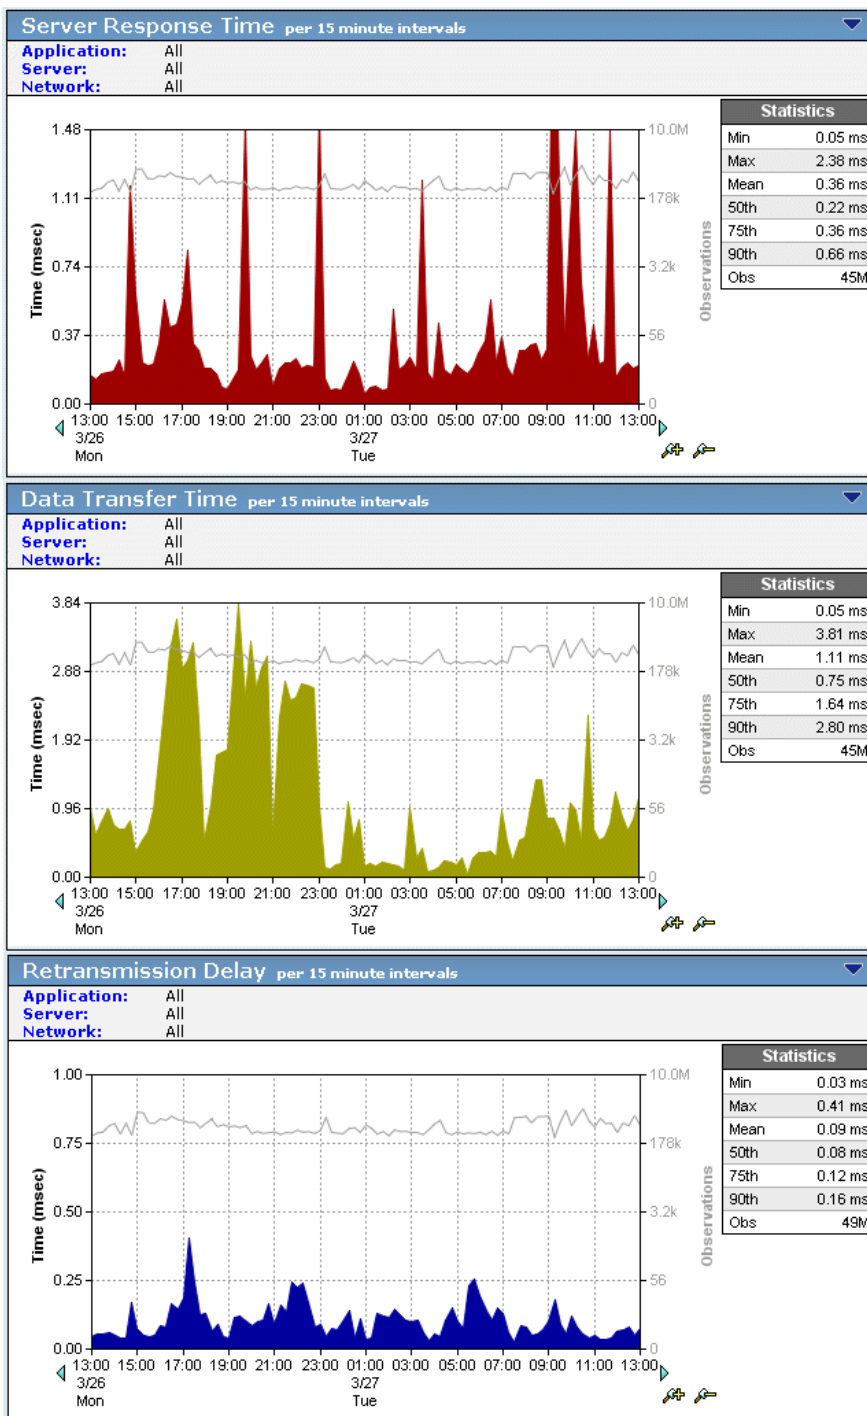 Server Response Time per 15 minute intervals
Application: All
Server: All
Network: All
Statistics
Min 0.05 ms
Max 2.38 ms
Mean 0.36 ms
50th 0.22 ms
75th 0.36 ms
90th 0.66 ms
Obs 45M
Time (msec)
1.48
1.11
0.74
0.37
0.00
10.0M
178k
3.2k
56
0
Observations
13:00 15:00 17:00 19:00 21:00 23:00 01:00 03:00 05:00 07:00 09:00 11:00 13:00
3/26 3/27
Mon Tue
Data Transfer Time per 15 minute intervals
Application: All
Server: All
Network: All
Statistics
Min 0.05 ms
Max 3.81 ms
Mean 1.11 ms
50th 0.75 ms
75th 1.64 ms
90th 2.80 ms
Obs 45M
Time (msec)
3.84
2.88
1.92
0.96
0.00
10.0M
178k
3.2k
56
0
Observations
13:00 15:00 17:00 19:00 21:00 23:00 01:00 03:00 05:00 07:00 09:00 11:00 13:00
3/26 3/27
Mon Tue
Retransmission Delay per 15 minute intervals
Application: All
Server: All
Network: All
Statistics
Min 0.03 ms
Max 0.41 ms
Mean 0.09 ms
50th 0.08 ms
75th 0.12 ms
90th 0.16 ms
Obs 49M
Time (msec)
1.00
0.75
0.50
0.25
0.00
10.0M
178k
3.2k
56
0
Observations
13:00 15:00 17:00 19:00 21:00 23:00 01:00 03:00 05:00 07:00 09:00 11:00 13:00
3/26 3/27
Mon Tue